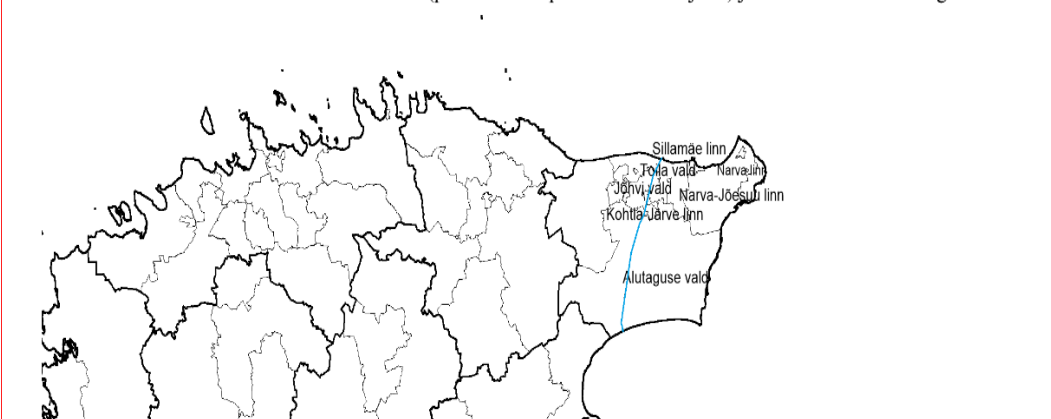 Sillamäe linn
Toila vald
Narva linn
Jõhvi vald
Narva-Jõesuu linn
Kohtla-Järve linn
Alutaguse vald